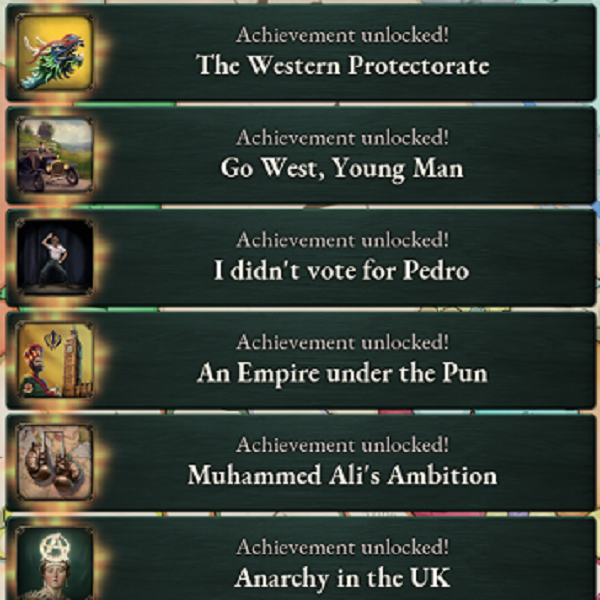 Achievement unlocked!
The Western Protectorate
Achievement unlocked!
Go West, Young Man
Achievement unlocked!
I didn't vote for Pedro
Achievement unlocked!
An Empire under the Pun
Achievement unlocked!
Muhammed Ali's Ambition
Achievement unlocked!
Anarchy in the UK